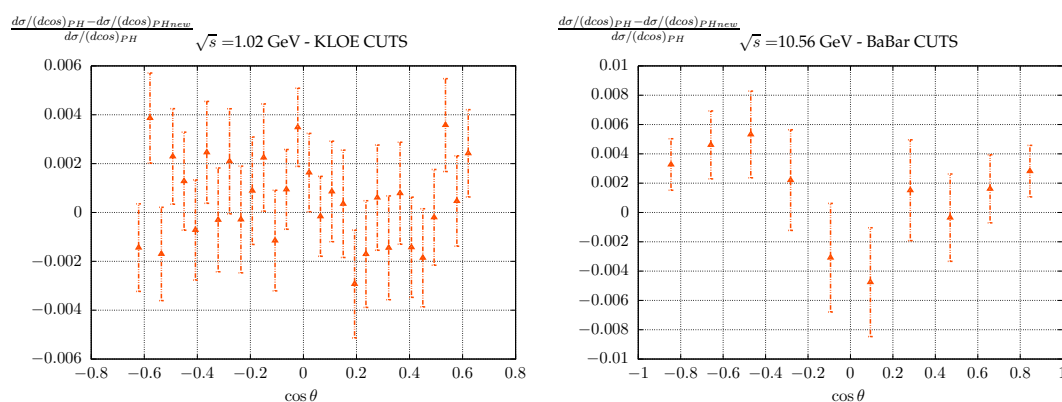 dσ/(dcos)_PH−dσ/(dcos)_PHnew
dσ/(dcos)_PH
√s =1.02 GeV - KLOE CUTS
0.006
0.004
0.002
0
−0.002
−0.004
−0.006
−0.8 −0.6 −0.4 −0.2 0 0.2 0.4 0.6 0.8
cos θ
dσ/(dcos)_PH−dσ/(dcos)_PHnew
dσ/(dcos)_PH
√s =10.56 GeV - BaBar CUTS
0.01
0.008
0.006
0.004
0.002
0
−0.002
−0.004
−0.006
−0.008
−0.01
−1 −0.8 −0.6 −0.4 −0.2 0 0.2 0.4 0.6 0.8 1
cos θ